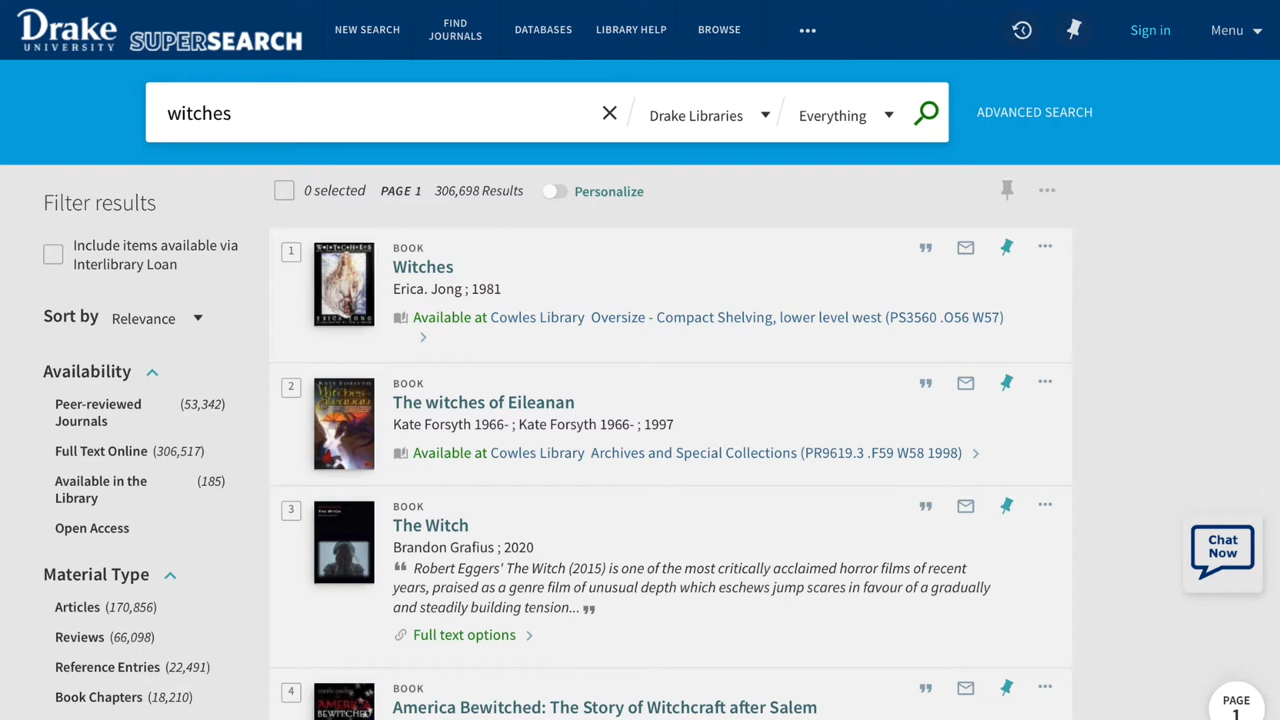 Drake
UNIVERSITY
SUPERSEARCH
NEW SEARCH
FIND
JOURNALS
DATABASES
LIBRARY HELP
BROWSE
Sign in
Menu
witches
Drake Libraries
Everything
ADVANCED SEARCH
Filter results
Include items available via
Interlibrary Loan
Sort by Relevance
Availability
Peer-reviewed (53,342)
Journals
Full Text Online (306,517)
Available in the (185)
Library
Open Access
Material Type
Articles (170,856)
Reviews (66,098)
Reference Entries (22,491)
Book Chapters (18,210)
0 selected PAGE 1 306,698 Results Personalize
1
WITCHES
ERICA JONG
BOOK
Witches
Erica. Jong ; 1981
Available at Cowles Library Oversize - Compact Shelving, lower level west (PS3560 .O56 W57)
2
KATE FORSYTH
BOOK
The witches of Eileanan
Kate Forsyth 1966- ; Kate Forsyth 1966- ; 1997
Available at Cowles Library Archives and Special Collections (PR9619.3 .F59 W58 1998)
3
BOOK
The Witch
Brandon Grafius ; 2020
❝ Robert Eggers' The Witch (2015) is one of the most critically acclaimed horror films of recent
years, praised as a genre film of unusual depth which eschews jump scares in favour of a gradually
and steadily building tension... ❞
Full text options
4
AMERICA
BEWITCHED
BOOK
America Bewitched: The Story of Witchcraft after Salem
Chat
Now
PAGE
1